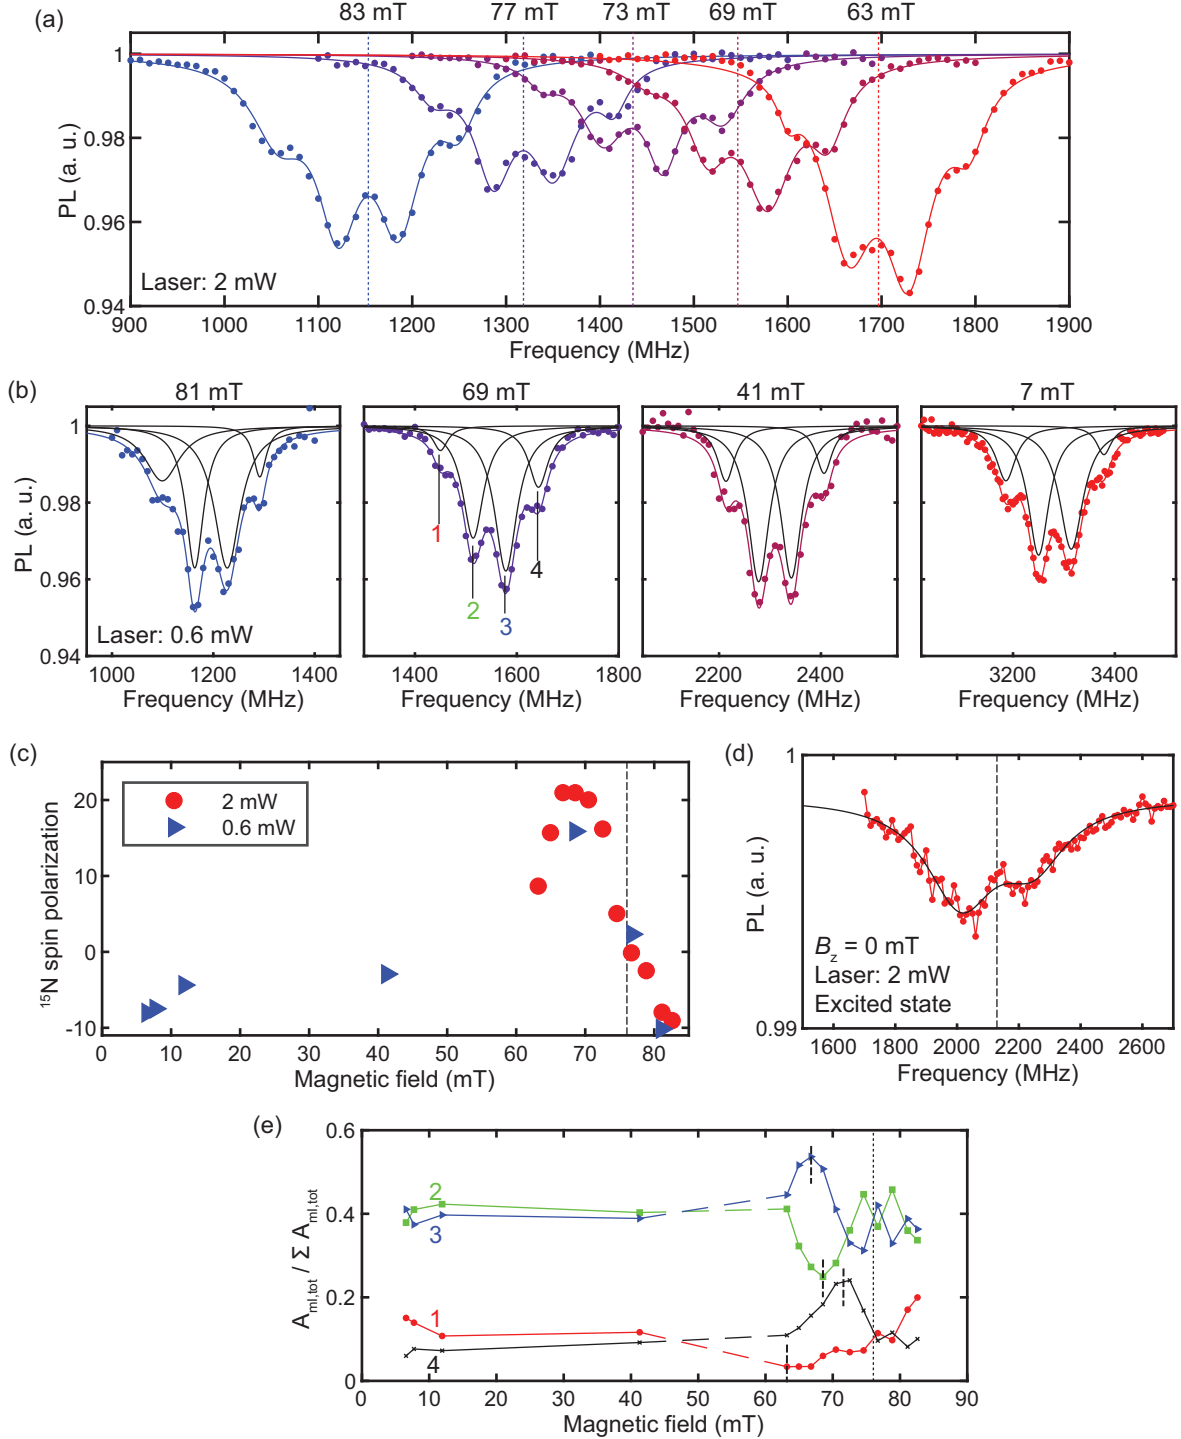 (a)
83 mT 77 mT 73 mT 69 mT 63 mT
1
0.98
0.96
0.94
PL (a. u.)
Laser: 2 mW
900 1000 1100 1200 1300 1400 1500 1600 1700 1800 1900
Frequency (MHz)
(b)
81 mT 69 mT 41 mT 7 mT
1
0.98
0.96
0.94
PL (a. u.)
Laser: 0.6 mW
1
2
3
4
1000 1200 1400
1400 1600 1800
2200 2400
3200 3400
Frequency (MHz) Frequency (MHz) Frequency (MHz) Frequency (MHz)
(c)
20
10
0
-10
¹⁵N spin polarization
2 mW
0.6 mW
0 10 20 30 40 50 60 70 80
Magnetic field (mT)
(d)
1
0.99
PL (a. u.)
B_z = 0 mT
Laser: 2 mW
Excited state
1600 1800 2000 2200 2400 2600
Frequency (MHz)
(e)
0.6
0.4
0.2
0
A_mI,tot / Σ A_mI,tot
2
3
1
4
0 10 20 30 40 50 60 70 80 90
Magnetic field (mT)